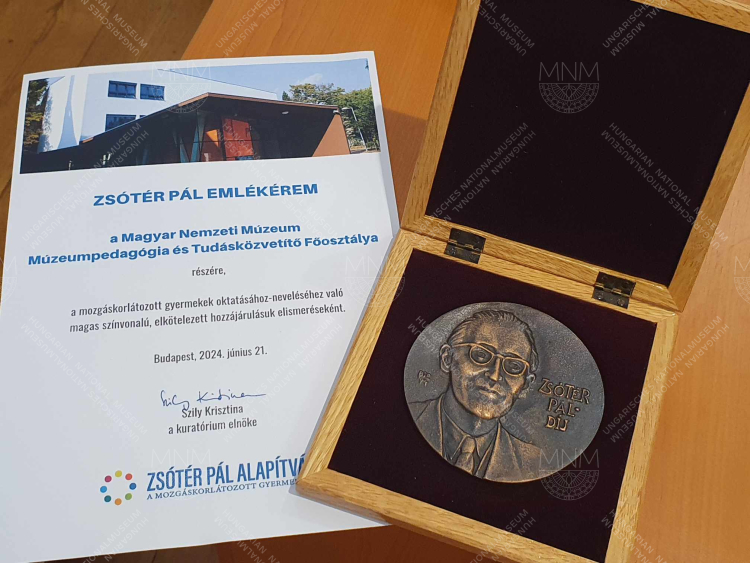 ZSÓTÉR PÁL EMLÉKÉREM
a Magyar Nemzeti Múzeum
Múzeumpedagógia és Tudásközvetítő Főosztálya
részére,
a mozgáskorlátozott gyermekek oktatásához-neveléséhez való
magas színvonalú, elkötelezett hozzájárulásuk elismeréseként.
Budapest, 2024. június 21.
Szily Krisztina
a kuratórium elnöke
ZSÓTÉR PÁL ALAPÍTVÁ
A MOZGÁSKORLÁTOZOTT GYERME
ZSÓTÉR
PÁL-
DÍJ
MNM
HUNGARIAN NATIONAL MUSEUM
UNGARISCHES NATIONALMUSEUM